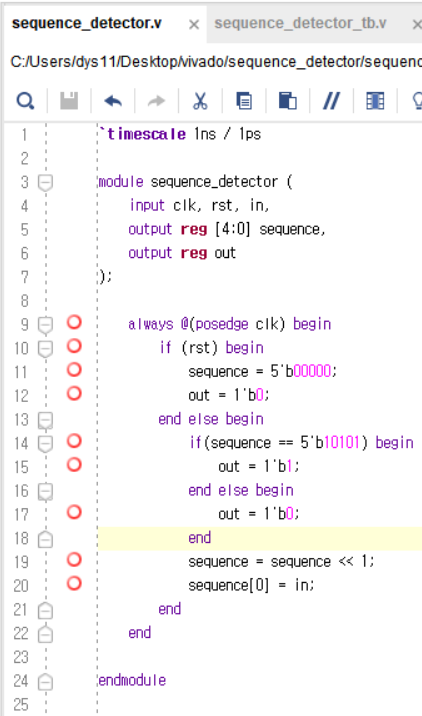 sequence_detector.v × sequence_detector_tb.v ×
C:/Users/dys11/Desktop/vivado/sequence_detector/sequenc
1 `timescale 1ns / 1ps
2
3 module sequence_detector (
4 input clk, rst, in,
5 output reg [4:0] sequence,
6 output reg out
7 );
8
9 always @(posedge clk) begin
10 if (rst) begin
11 sequence = 5'b00000;
12 out = 1'b0;
13 end else begin
14 if(sequence == 5'b10101) begin
15 out = 1'b1;
16 end else begin
17 out = 1'b0;
18 end
19 sequence = sequence << 1;
20 sequence[0] = in;
21 end
22 end
23
24 endmodule
25